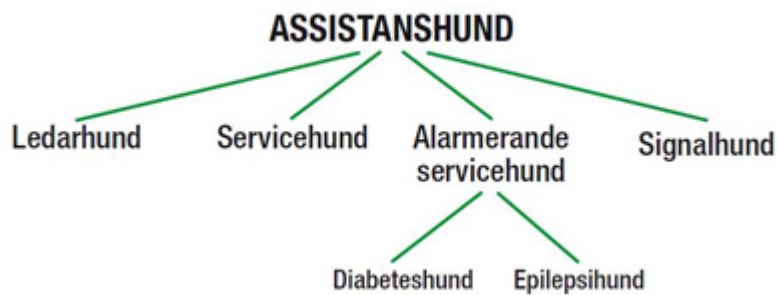 ASSISTANSHUND
Ledarhund
Servicehund
Alarmerande
servicehund
Signalhund
Diabeteshund
Epilepsihund